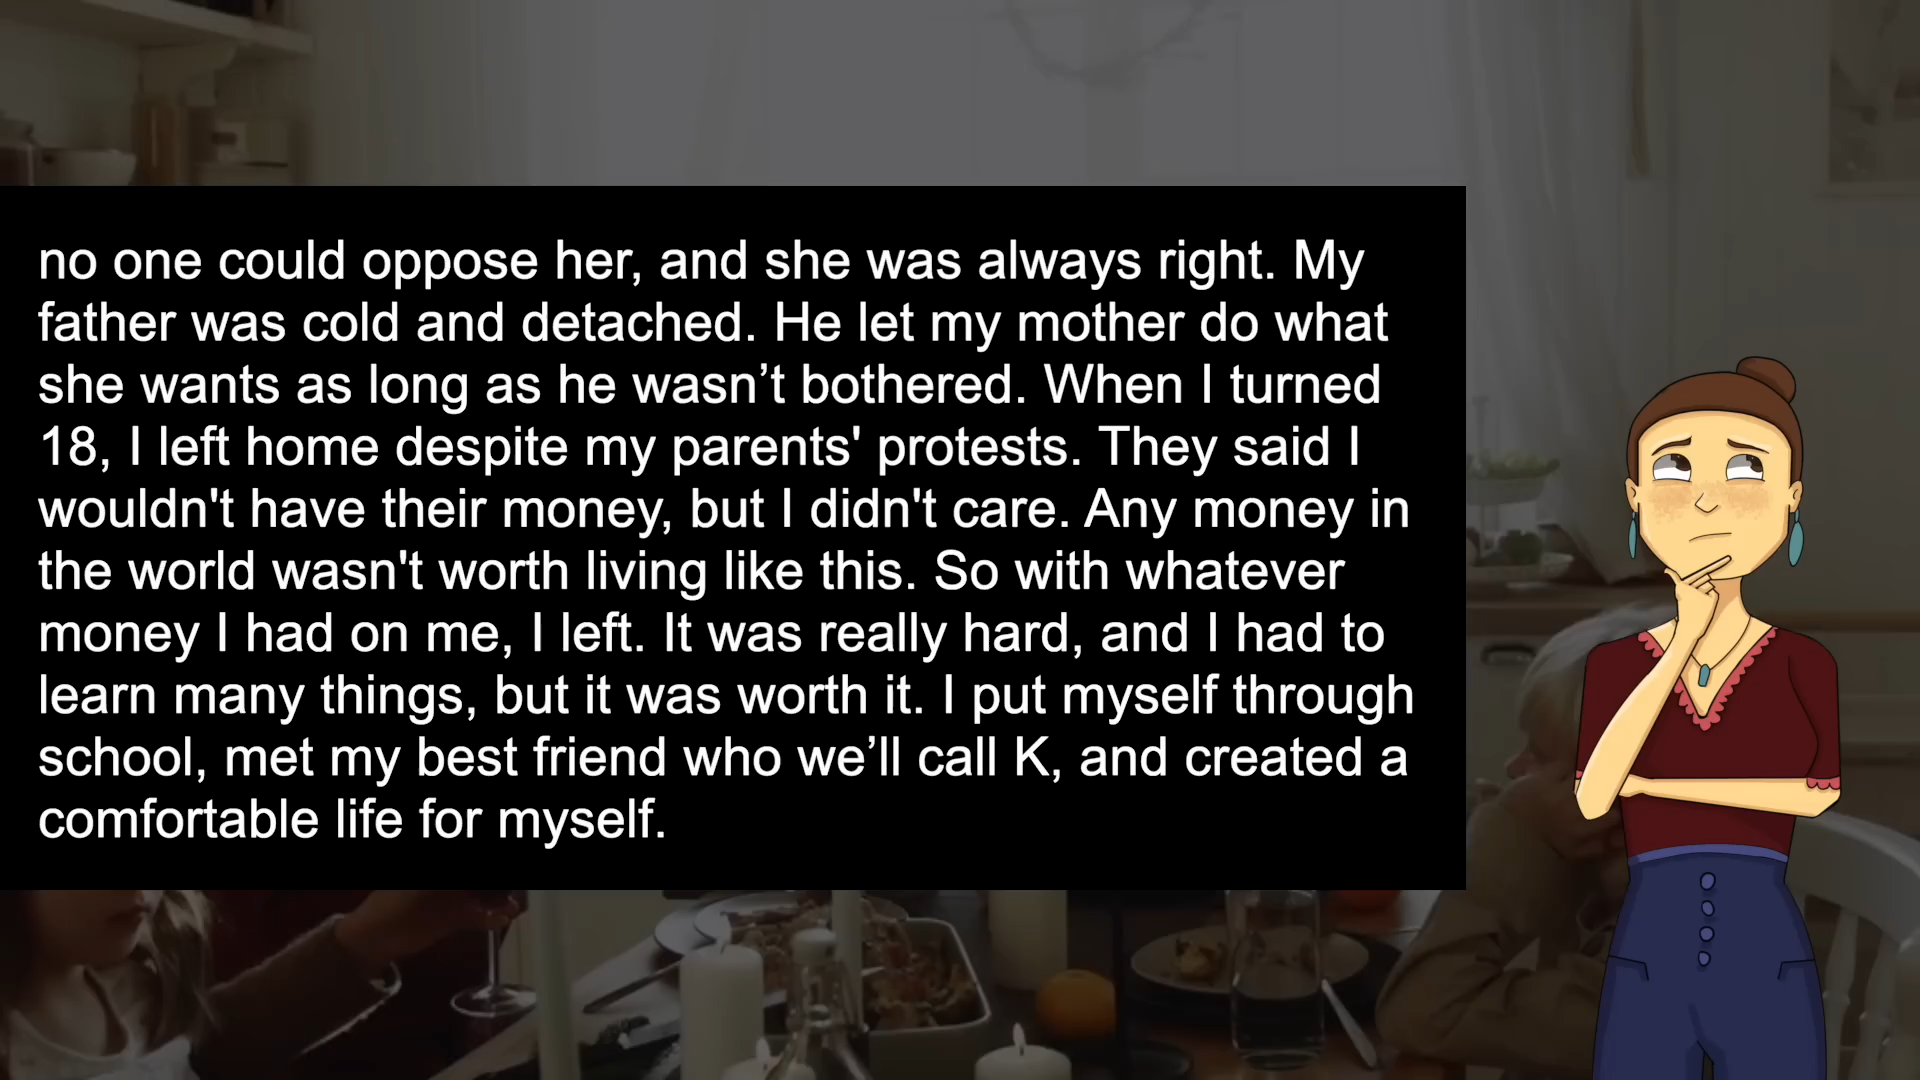 no one could oppose her, and she was always right. My
father was cold and detached. He let my mother do what
she wants as long as he wasn’t bothered. When I turned
18, I left home despite my parents' protests. They said I
wouldn't have their money, but I didn't care. Any money in
the world wasn't worth living like this. So with whatever
money I had on me, I left. It was really hard, and I had to
learn many things, but it was worth it. I put myself through
school, met my best friend who we’ll call K, and created a
comfortable life for myself.